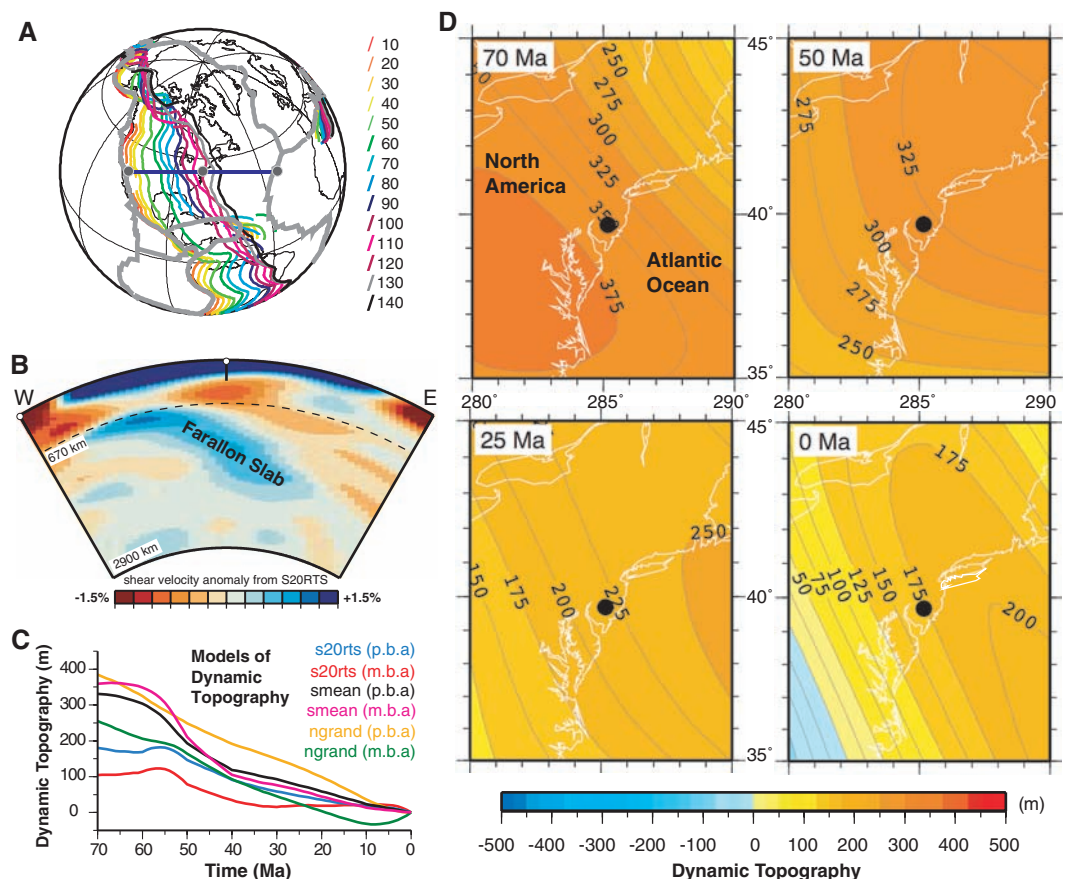 A
10
20
30
40
50
60
70
80
90
100
110
120
130
140
B
W
E
670 km
Farallon Slab
2900 km
shear velocity anomaly from S20RTS
-1.5% +1.5%
C
Models of
Dynamic
Topography
s20rts (p.b.a)
s20rts (m.b.a)
smean (p.b.a)
smean (m.b.a)
ngrand (p.b.a)
ngrand (m.b.a)
Dynamic Topography (m)
400
300
200
100
0
70 60 50 40 30 20 10 0
Time (Ma)
D
70 Ma
250
275
300
325
375
North
America
Atlantic
Ocean
280 285 290
50 Ma
275
325
300
275
250
45°
40°
35°
280 285 290
25 Ma
150
175
200
225
250
0 Ma
175
50
75
100
125
150
175
200
45°
40°
35°
-500 -400 -300 -200 -100 0 100 200 300 400 500
(m)
Dynamic Topography